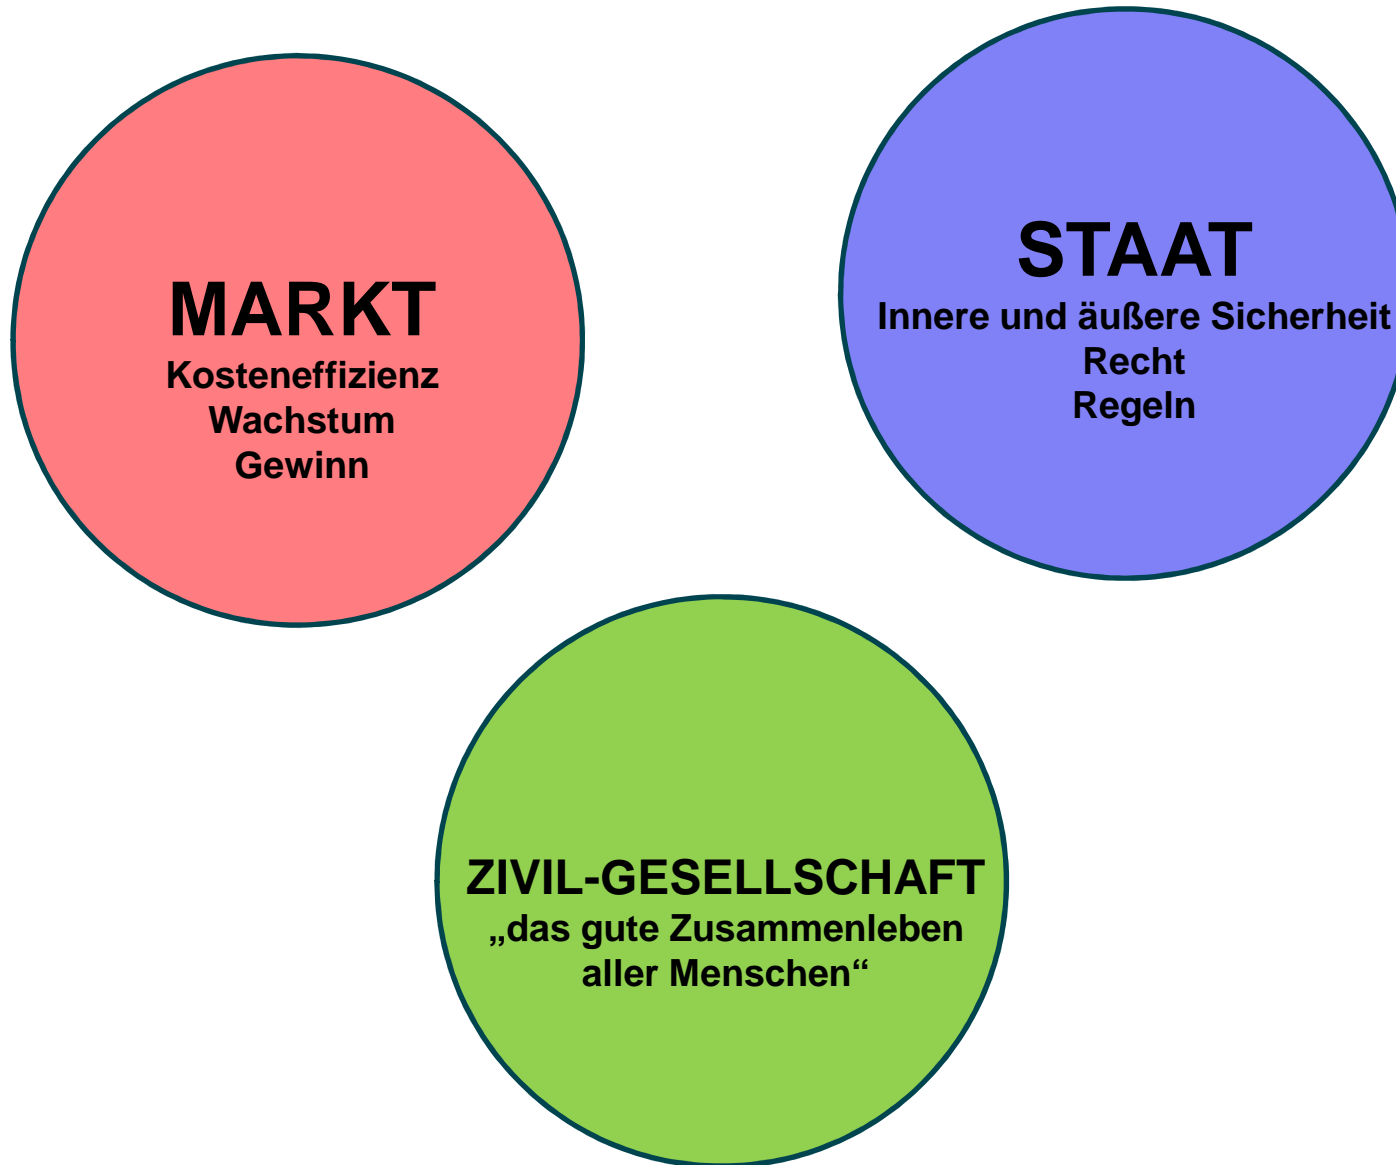 MARKT
Kosteneffizienz
Wachstum
Gewinn
STAAT
Innere und äußere Sicherheit
Recht
Regeln
ZIVIL-GESELLSCHAFT
„das gute Zusammenleben
aller Menschen“